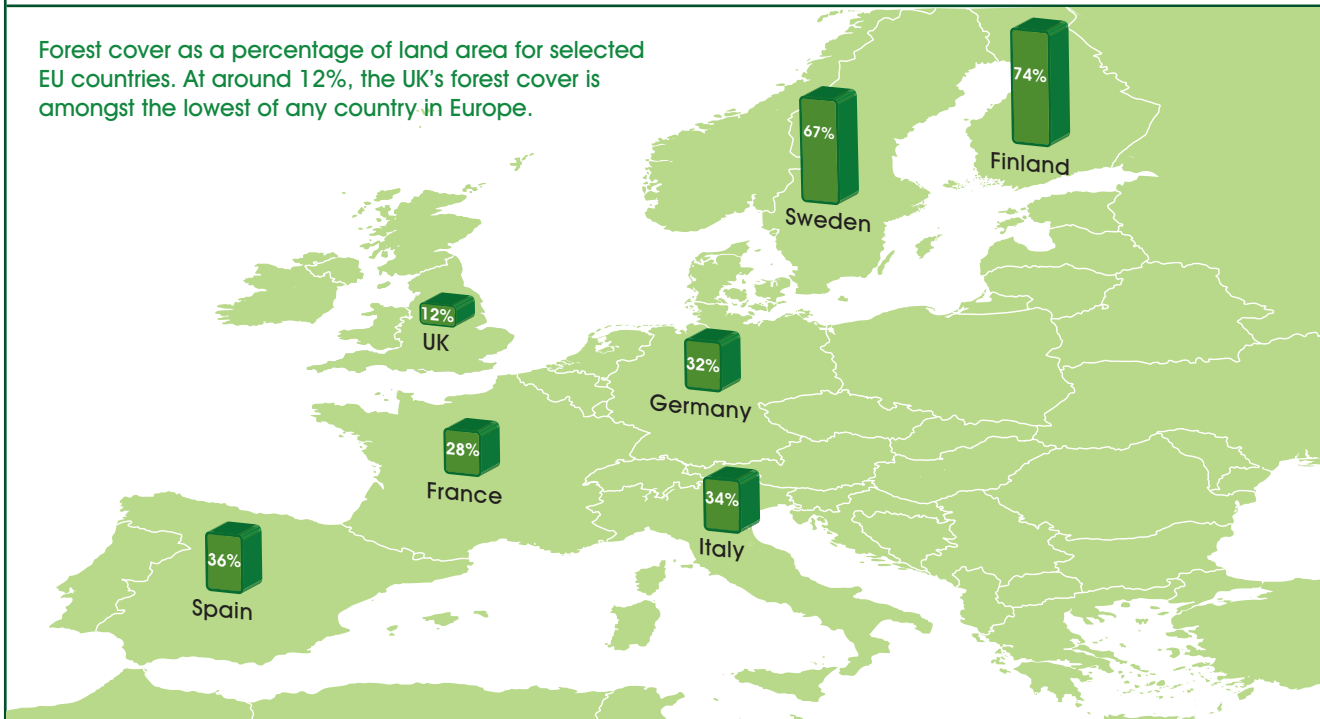 Forest cover as a percentage of land area for selected
EU countries. At around 12%, the UK's forest cover is
amongst the lowest of any country in Europe.
74%
Finland
67%
Sweden
12%
UK
32%
Germany
28%
France
34%
Italy
36%
Spain